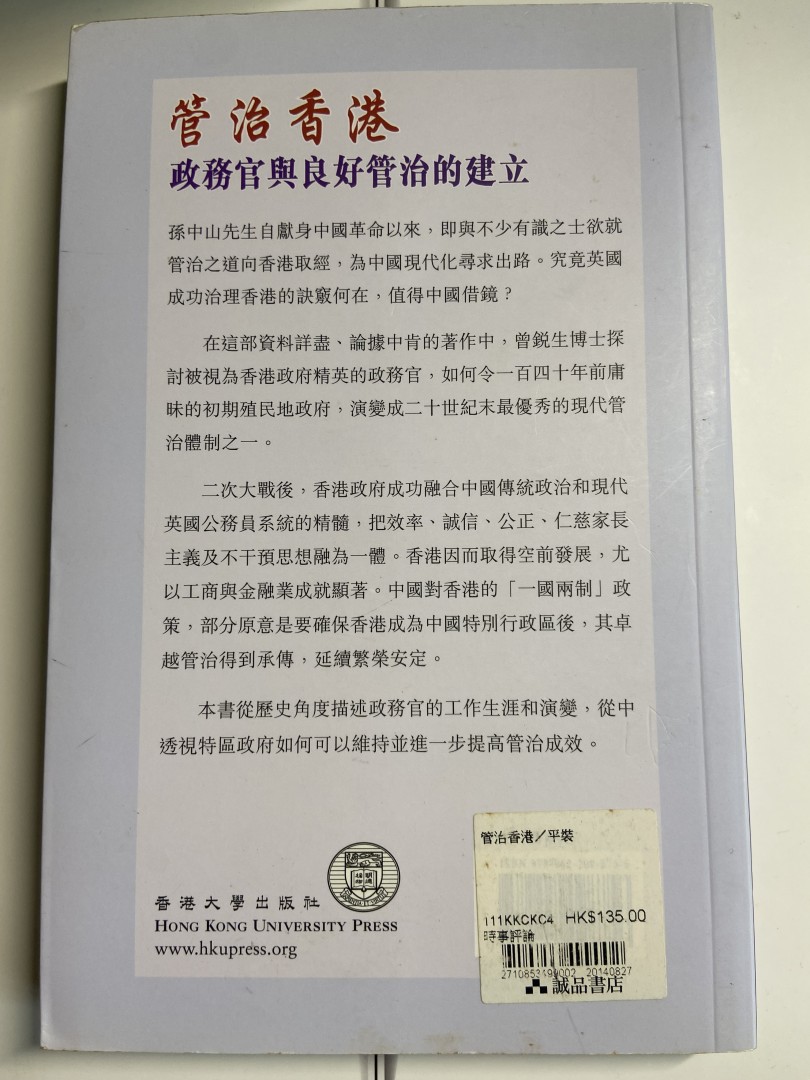 管治香港
政務官與良好管治的建立
孫中山先生自獻身中國革命以來，即與不少有識之士欲就
管治之道向香港取經，為中國現代化尋求出路。究竟英國
成功治理香港的訣竅何在，值得中國借鏡？
在這部資料詳盡、論據中肯的著作中，曾銳生博士探
討被視為香港政府精英的政務官，如何令一百四十年前庸
昧的初期殖民地政府，演變成二十世紀末最優秀的現代管
治體制之一。
二次大戰後，香港政府成功融合中國傳統政治和現代
英國公務員系統的精髓，把效率、誠信、公正、仁慈家長
主義及不干預思想融為一體。香港因而取得空前發展，尤
以工商與金融業成就顯著。中國對香港的「一國兩制」政
策，部分原意是要確保香港成為中國特別行政區後，其卓
越管治得到承傳，延續繁榮安定。
本書從歷史角度描述政務官的工作生涯和演變，從中
透視特區政府如何可以維持並進一步提高管治成效。
香港大學出版社
HONG KONG UNIVERSITY PRESS
www.hkupress.org
管治香港／平裝
111KKCKC4 HK$135.00
時事評論
20140827
誠品書店